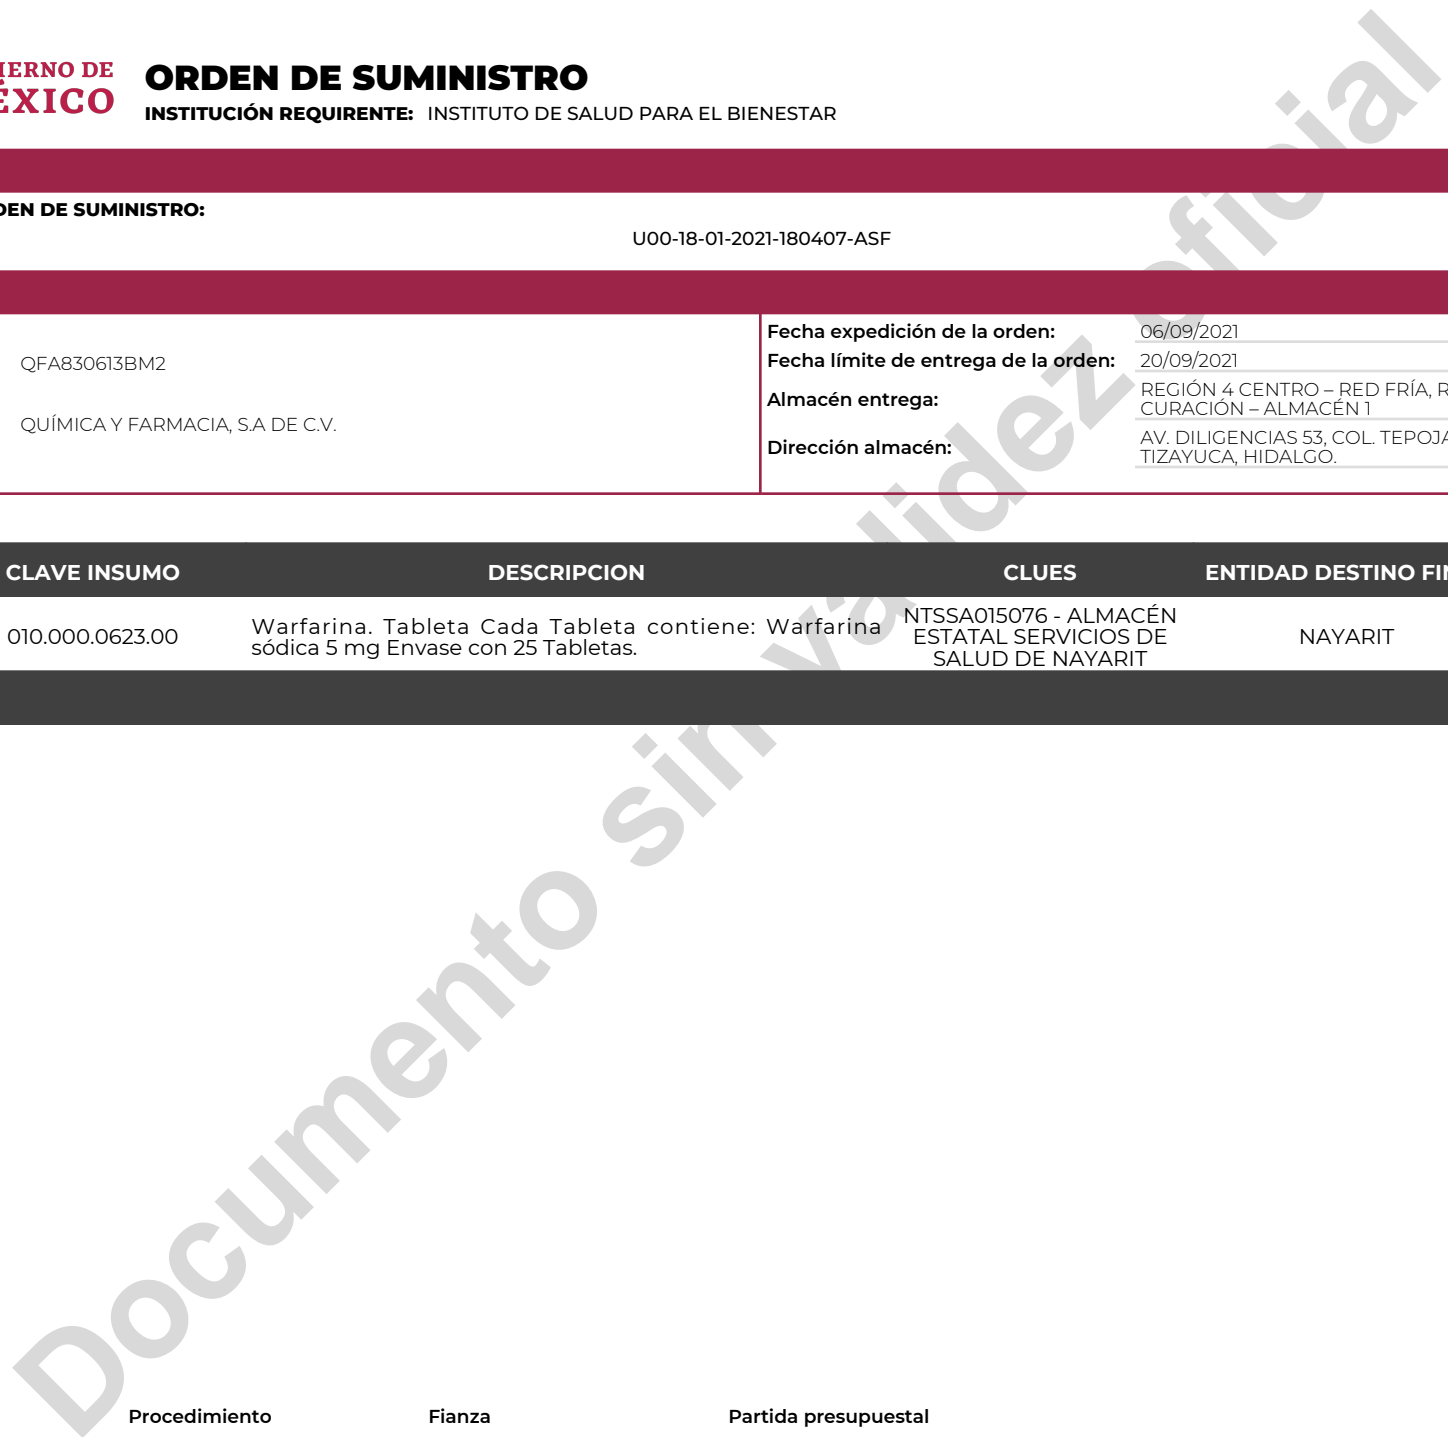 IERNO DE
ÉXICO
ORDEN DE SUMINISTRO
INSTITUCIÓN REQUIRENTE: INSTITUTO DE SALUD PARA EL BIENESTAR
DEN DE SUMINISTRO:
U00-18-01-2021-180407-ASF
QFA830613BM2
QUÍMICA Y FARMACIA, S.A DE C.V.
Fecha expedición de la orden: 06/09/2021
Fecha límite de entrega de la orden: 20/09/2021
Almacén entrega: REGIÓN 4 CENTRO – RED FRÍA, R
CURACIÓN – ALMACÉN 1
Dirección almacén: AV. DILIGENCIAS 53, COL. TEPOJA
TIZAYUCA, HIDALGO.
CLAVE INSUMO DESCRIPCION CLUES ENTIDAD DESTINO FIN
010.000.0623.00
Warfarina. Tableta Cada Tableta contiene: Warfarina
sódica 5 mg Envase con 25 Tabletas.
NTSSA015076 - ALMACÉN
ESTATAL SERVICIOS DE
SALUD DE NAYARIT
NAYARIT
Documento sin validez oficial
Procedimiento Fianza Partida presupuestal